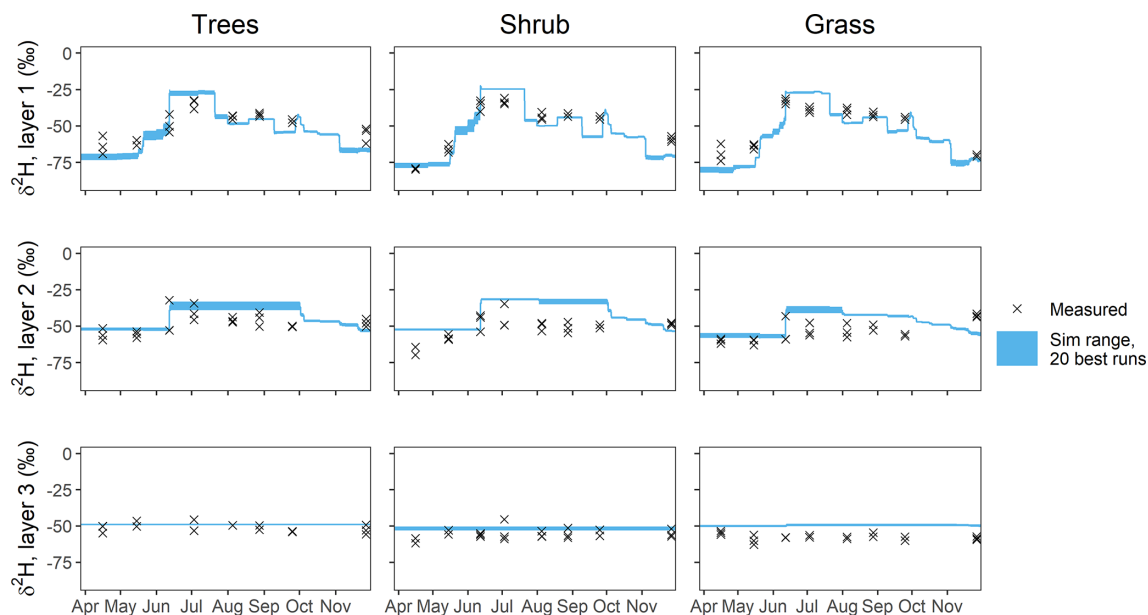 Trees Shrub Grass
δ²H, layer 1 (‰)
0
-25
-50
-75
Apr May Jun Jul Aug Sep Oct Nov
δ²H, layer 2 (‰)
0
-25
-50
-75
Measured
Sim range,
20 best runs
δ²H, layer 3 (‰)
0
-25
-50
-75
Apr May Jun Jul Aug Sep Oct Nov
Apr May Jun Jul Aug Sep Oct Nov